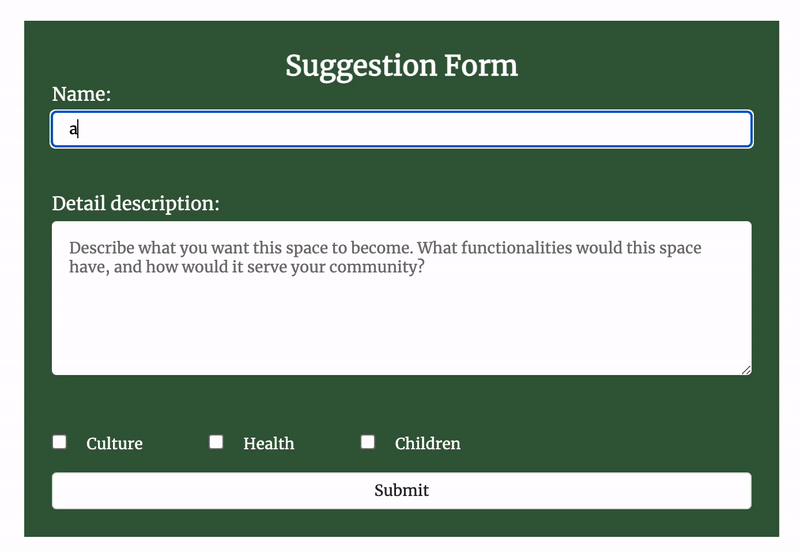 Suggestion Form
Name:
a
Detail description:
Describe what you want this space to become. What functionalities would this space
have, and how would it serve your community?
Culture Health Children
Submit